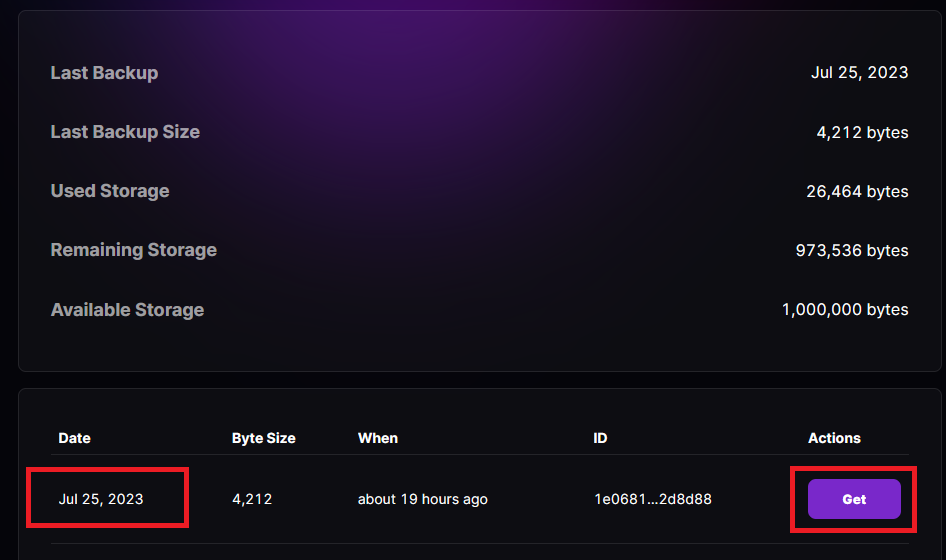 Last Backup Jul 25, 2023
Last Backup Size 4,212 bytes
Used Storage 26,464 bytes
Remaining Storage 973,536 bytes
Available Storage 1,000,000 bytes
Date Byte Size When ID Actions
Jul 25, 2023 4,212 about 19 hours ago 1e0681...2d8d88 Get